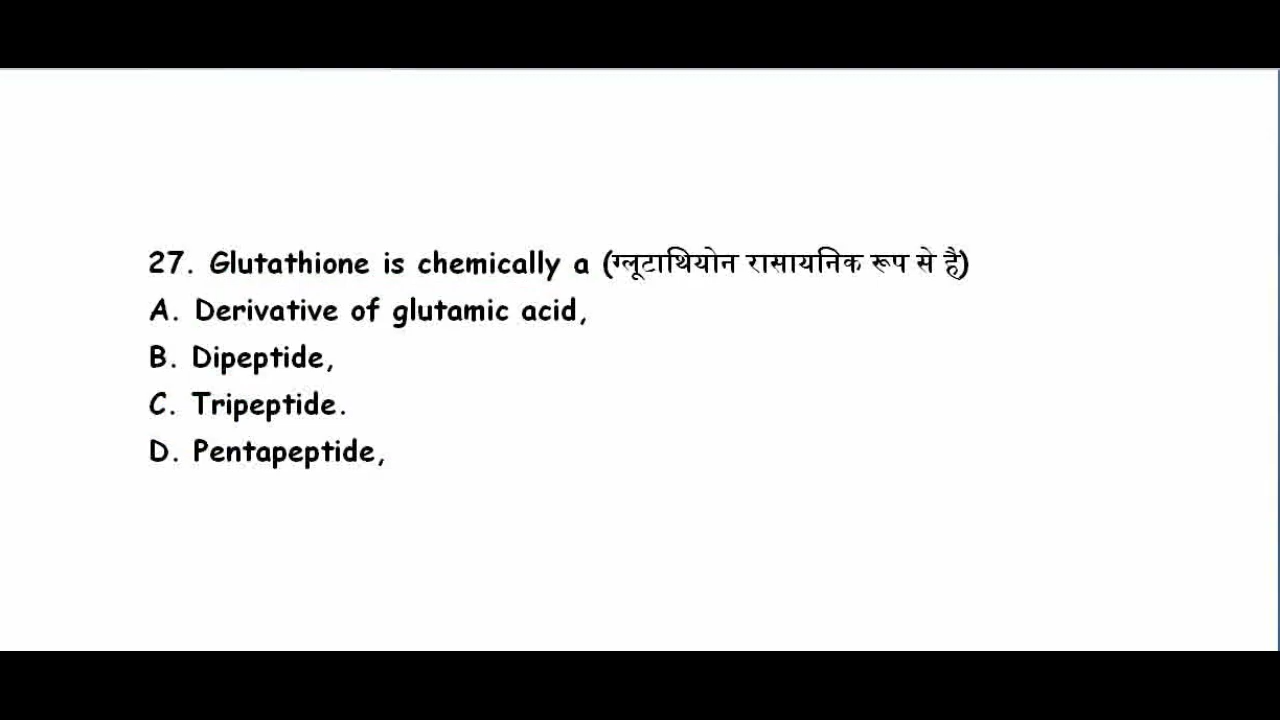 27. Glutathione is chemically a (ग्लूटाथियोन रासायनिक रूप से है)
A. Derivative of glutamic acid,
B. Dipeptide,
C. Tripeptide.
D. Pentapeptide,